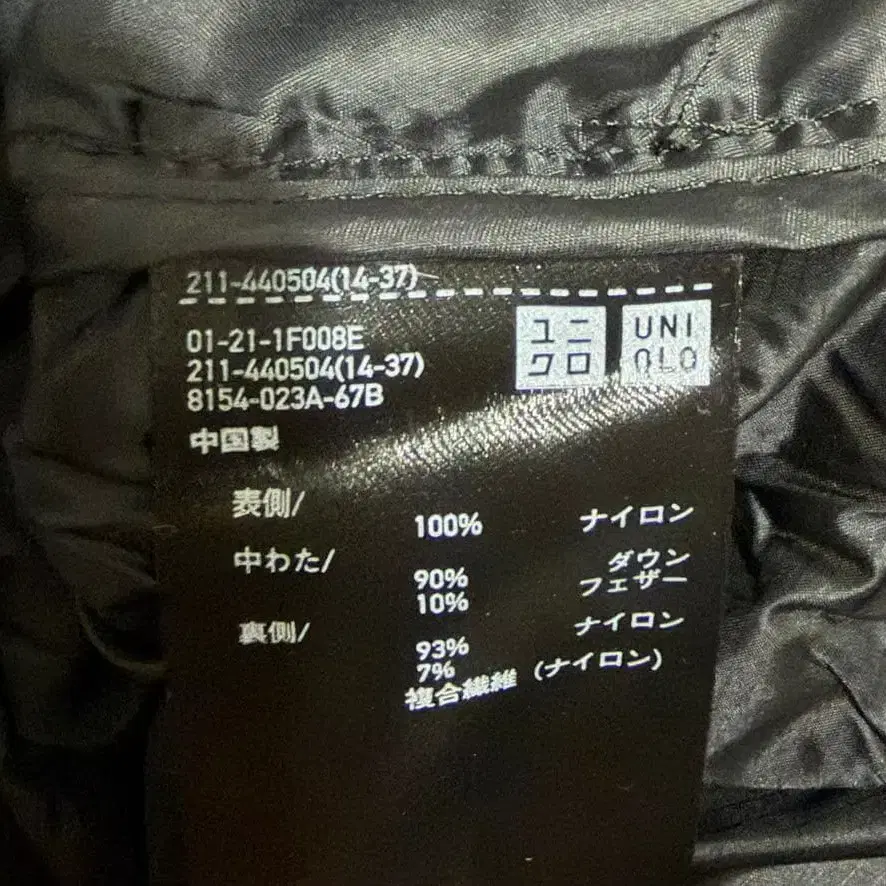 211-440504(14-37)
01-21-1F008E
211-440504(14-37)
8154-023A-67B
中国製
ユニ
クロ
UNI
QLO
表側/
100% ナイロン
中わた/
90% ダウン
10% フェザー
裏側/
93% ナイロン
7%
複合繊維 (ナイロン)